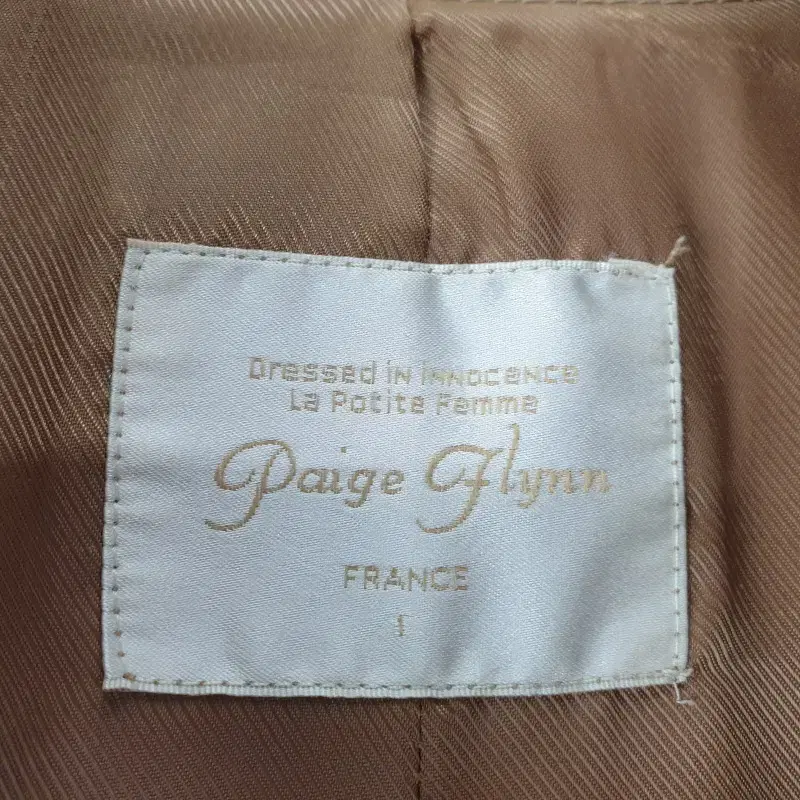 Dressed in innocence
La Potite Femme
Paige Flynn
FRANCE
1